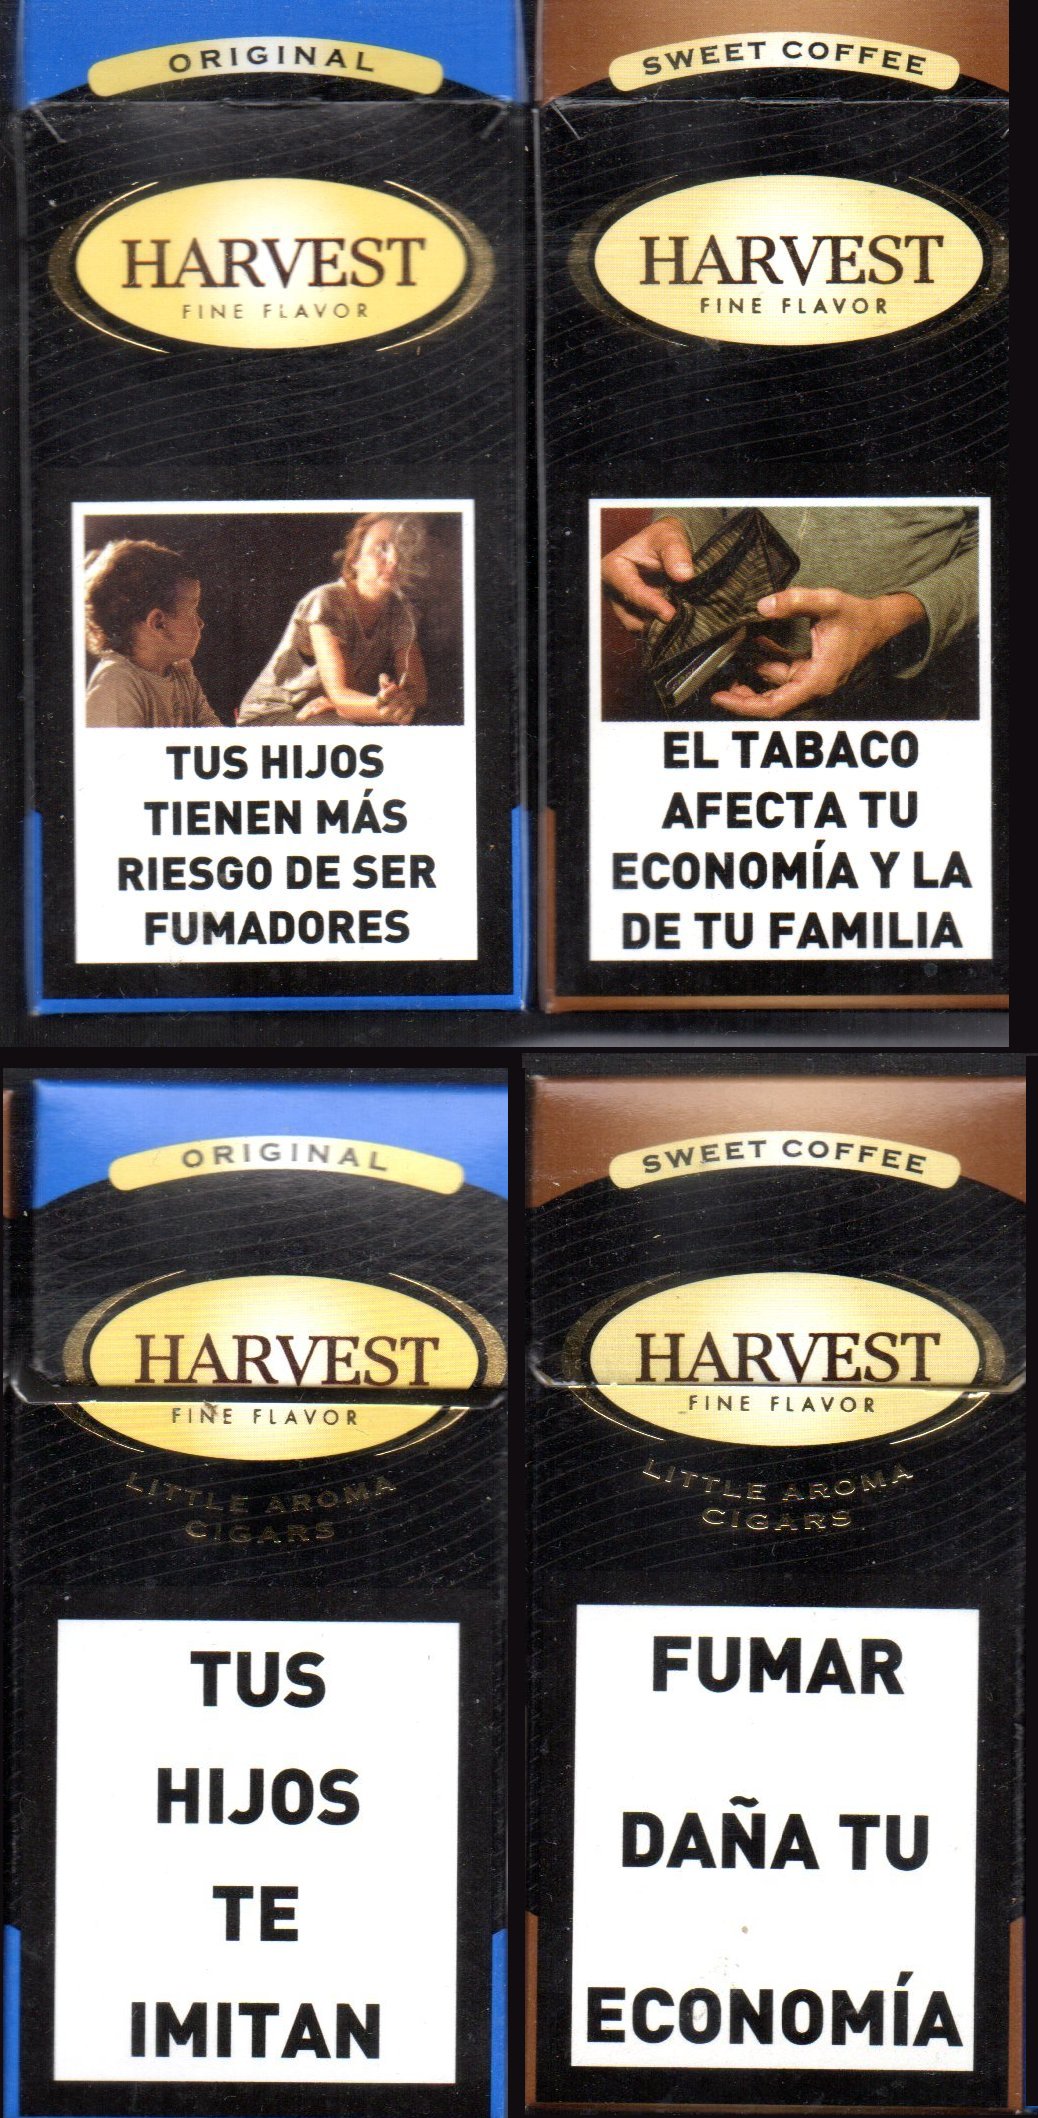 ORIGINAL
HARVEST
FINE FLAVOR
TUS HIJOS
TIENEN MÁS
RIESGO DE SER
FUMADORES
SWEET COFFEE
HARVEST
FINE FLAVOR
EL TABACO
AFECTA TU
ECONOMÍA Y LA
DE TU FAMILIA
ORIGINAL
HARVEST
FINE FLAVOR
LITTLE AROMA
CIGARS
TUS
HIJOS
TE
IMITAN
SWEET COFFEE
HARVEST
FINE FLAVOR
LITTLE AROMA
CIGARS
FUMAR
DAÑA TU
ECONOMÍA